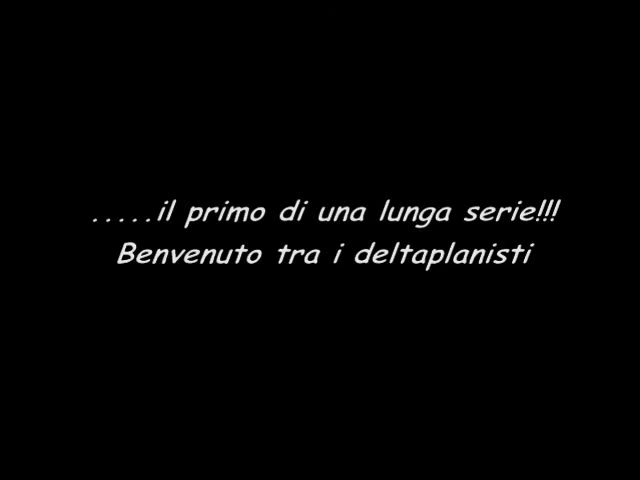 .....il primo di una lunga serie!!!
Benvenuto tra i deltaplanisti